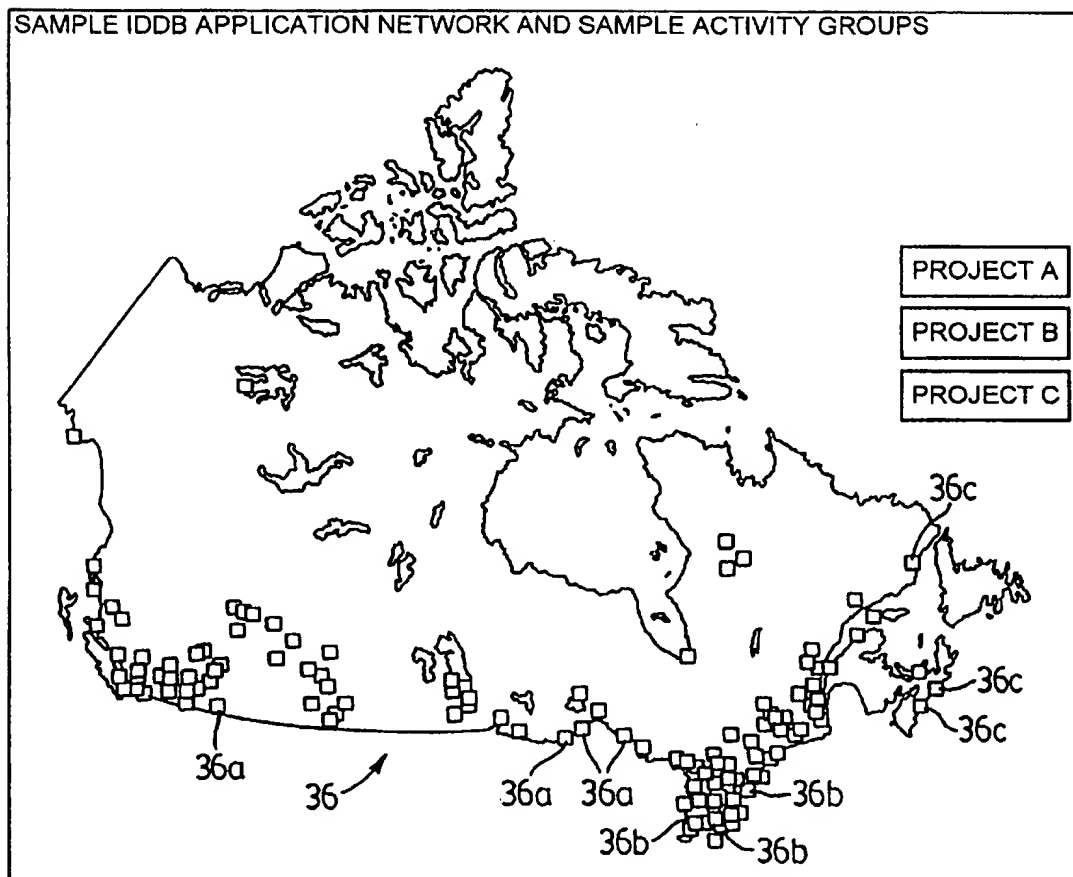 SAMPLE IDDB APPLICATION NETWORK AND SAMPLE ACTIVITY GROUPS
PROJECT A
PROJECT B
PROJECT C
36c
36c
36c
36a
36
36a
36a
36b
36b
36b